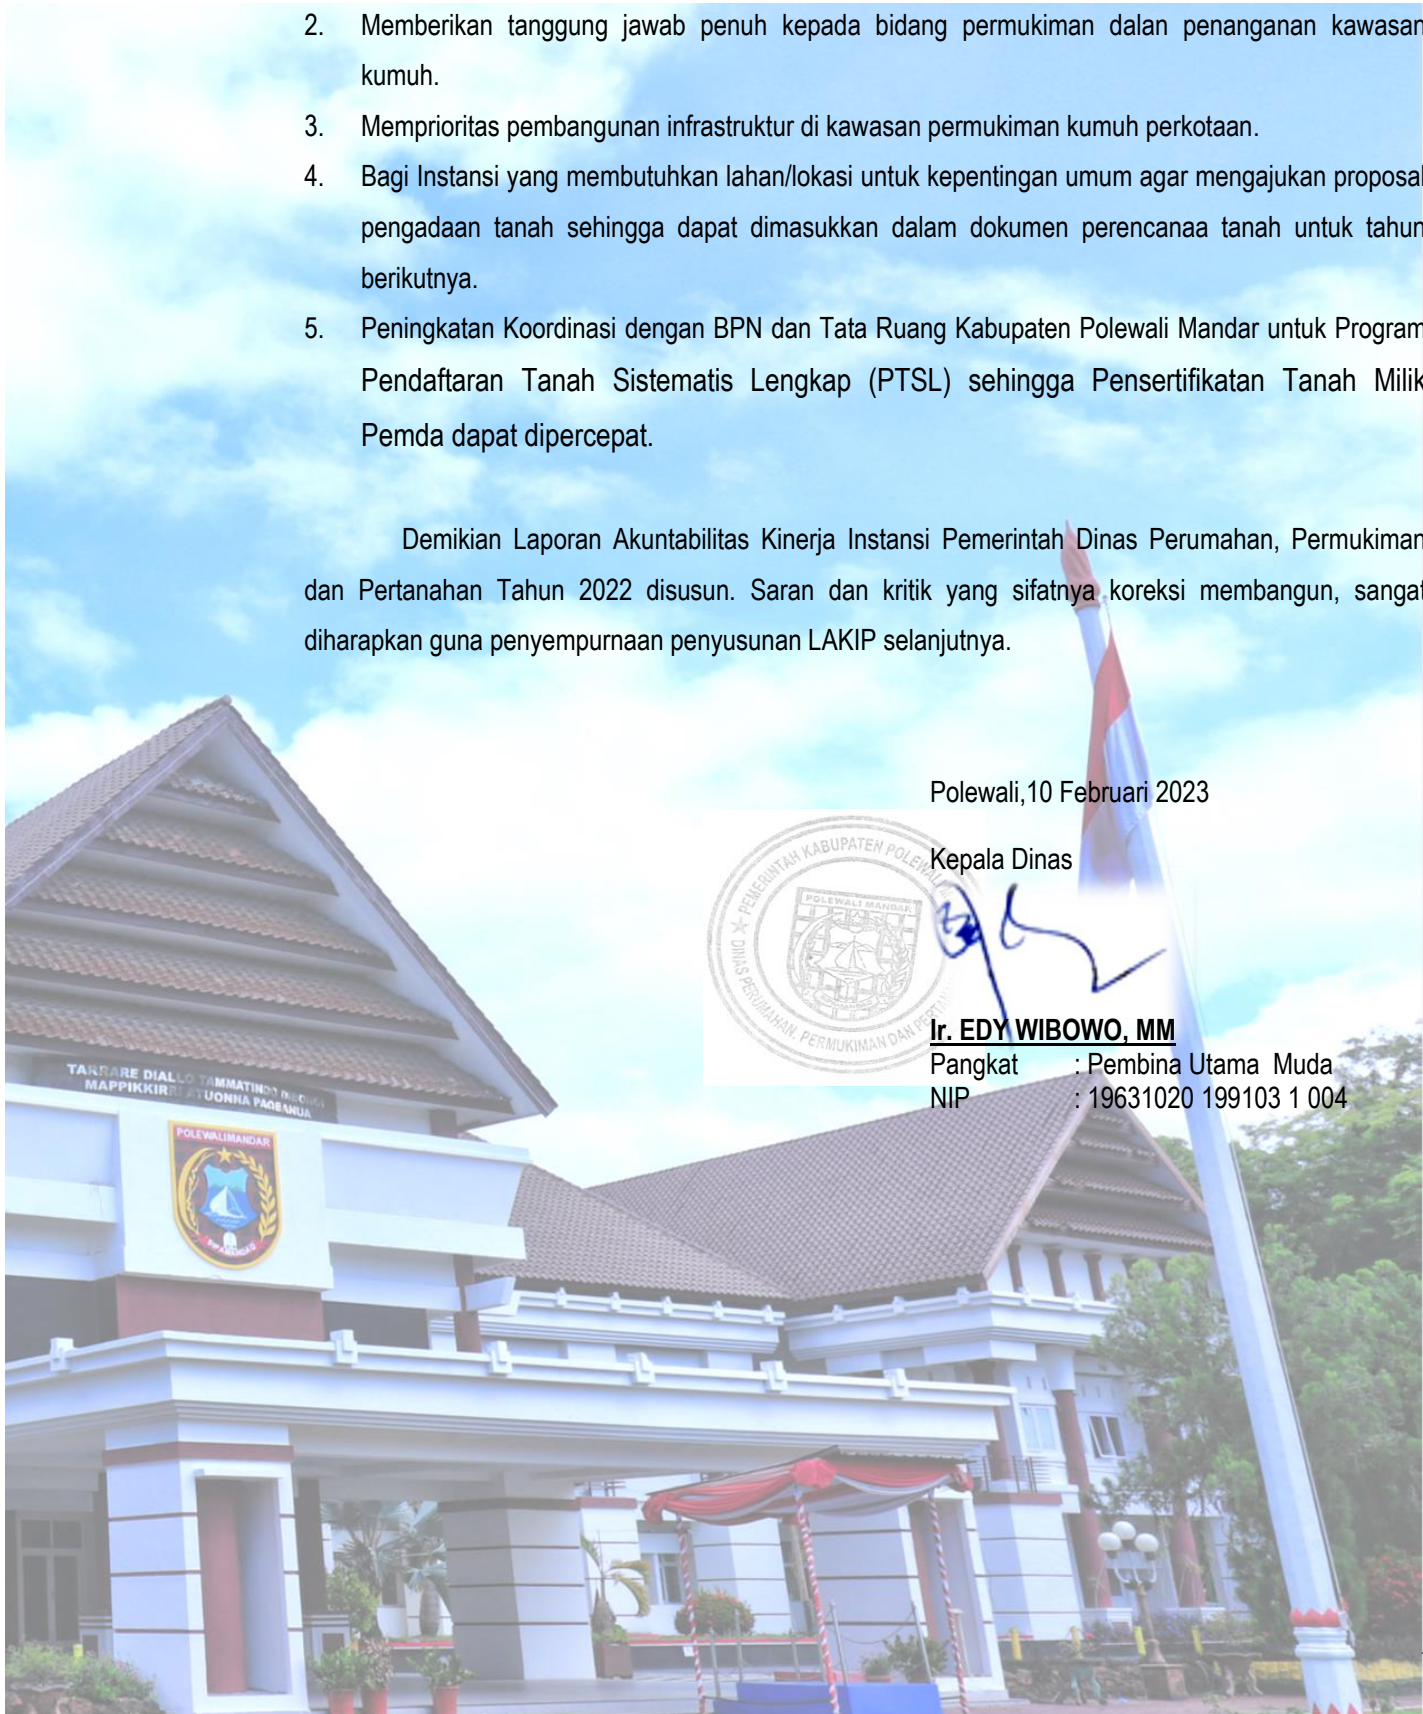 2. Memberikan tanggung jawab penuh kepada bidang permukiman dalan penanganan kawasan
kumuh.
3. Memprioritas pembangunan infrastruktur di kawasan permukiman kumuh perkotaan.
4. Bagi Instansi yang membutuhkan lahan/lokasi untuk kepentingan umum agar mengajukan proposal
pengadaan tanah sehingga dapat dimasukkan dalam dokumen perencanaa tanah untuk tahun
berikutnya.
5. Peningkatan Koordinasi dengan BPN dan Tata Ruang Kabupaten Polewali Mandar untuk Program
Pendaftaran Tanah Sistematis Lengkap (PTSL) sehingga Pensertifikatan Tanah Milik
Pemda dapat dipercepat.
Demikian Laporan Akuntabilitas Kinerja Instansi Pemerintah Dinas Perumahan, Permukiman
dan Pertanahan Tahun 2022 disusun. Saran dan kritik yang sifatnya koreksi membangun, sangat
diharapkan guna penyempurnaan penyusunan LAKIP selanjutnya.
Polewali,10 Februari 2023
Kepala Dinas
PEMERINTAH KABUPATEN POLEWALI
POLEWALI MANDAR
DINAS PERUMAHAN, PERMUKIMAN DAN
Ir. EDY WIBOWO, MM
Pangkat : Pembina Utama Muda
NIP : 19631020 199103 1 004
TARRARE DIALLO TAMMATINDO
MAPPIKKIRRI ATUONNA
POLEWALIMANDAR